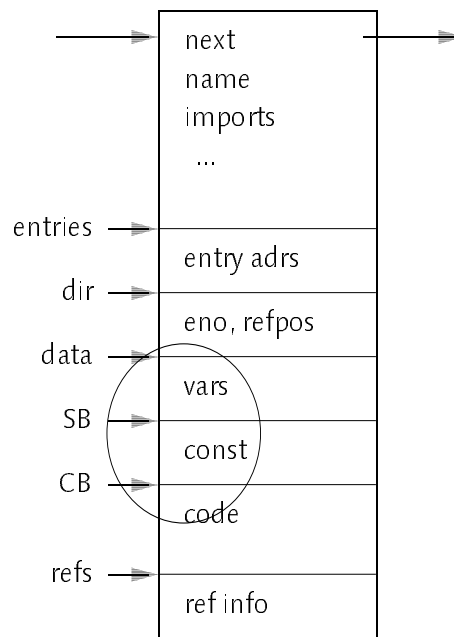 next
name
imports
...
entries
entry adrs
dir
eno, refpos
data
vars
SB
const
CB
code
refs
ref info